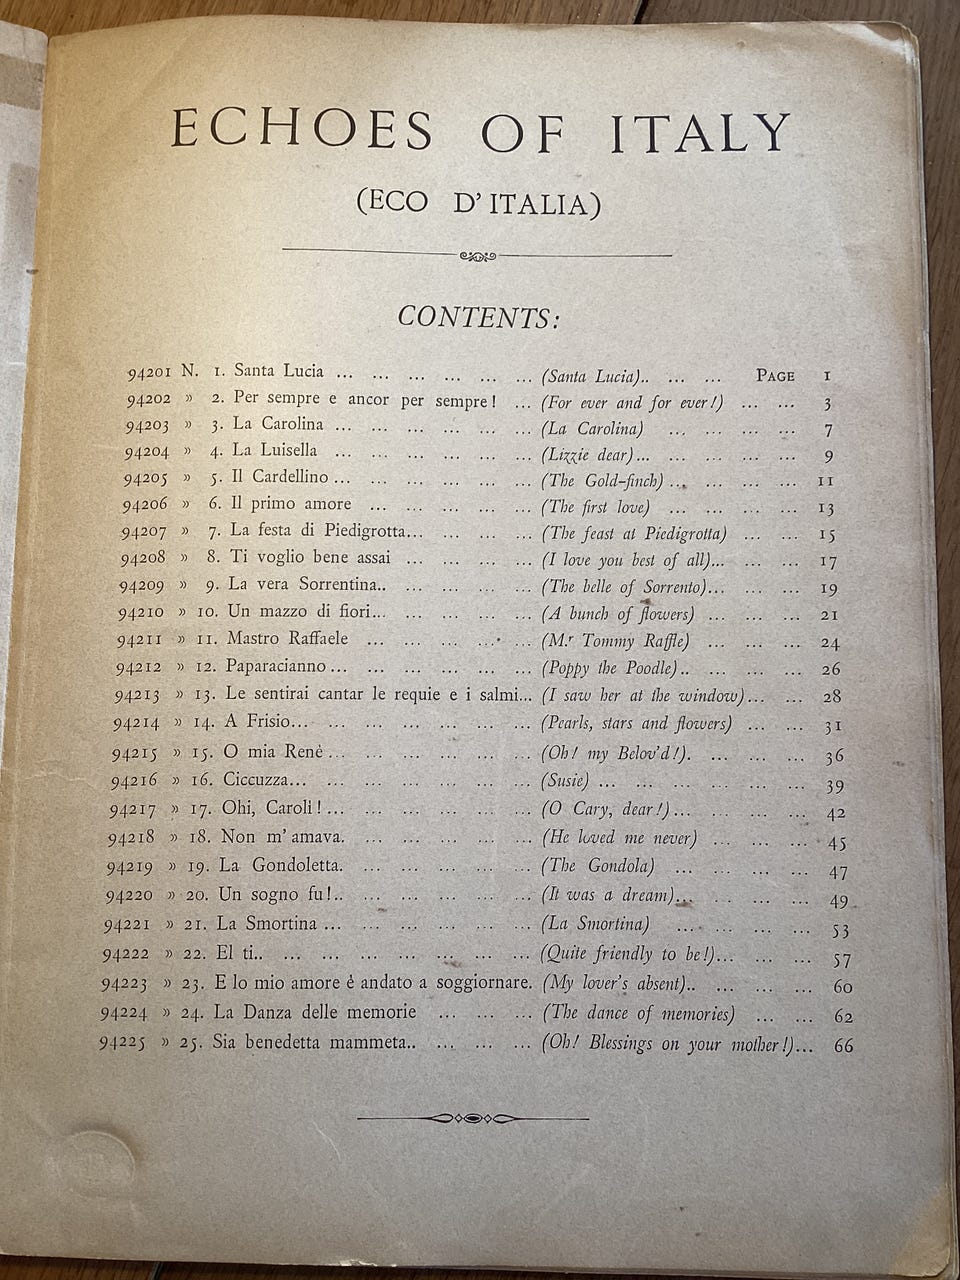 ECHOES OF ITALY
(ECO D'ITALIA)
CONTENTS:
94201 N. 1. Santa Lucia ... ... ... ... ... ... (Santa Lucia).. ... ... PAGE 1
94202 » 2. Per sempre e ancor per sempre! ... (For ever and for ever!) ... ... 3
94203 » 3. La Carolina ... ... ... ... ... ... (La Carolina) ... ... ... ... 7
94204 » 4. La Luisella ... ... ... ... ... ... (Lizzie dear)... ... ... ... ... 9
94205 » 5. Il Cardellino ... ... ... ... ... ... (The Gold-finch) ... ... ... ... 11
94206 » 6. Il primo amore ... ... ... ... ... (The first love) ... ... ... ... 13
94207 » 7. La festa di Piedigrotta... ... ... ... (The feast at Piedigrotta) ... ... 15
94208 » 8. Ti voglio bene assai ... ... ... ... (I love you best of all)... ... ... 17
94209 » 9. La vera Sorrentina.. ... ... ... ... (The belle of Sorrento)... ... ... 19
94210 » 10. Un mazzo di fiori... ... ... ... ... (A bunch of flowers) ... ... ... 21
94211 » 11. Mastro Raffaele ... ... ... ... ... (M.r Tommy Raffle) ... ... ... 24
94212 » 12. Paparacianno ... ... ... ... ... ... (Poppy the Poodle).. ... ... ... 26
94213 » 13. Le sentirai cantar le requie e i salmi... (I saw her at the window)... ... 28
94214 » 14. A Frisio... ... ... ... ... ... ... (Pearls, stars and flowers) ... ... 31
94215 » 15. O mia Renè ... ... ... ... ... ... (Oh! my Belov'd!). ... ... ... 36
94216 » 16. Ciccuzza... ... ... ... ... ... ... (Susie) ... ... ... ... ... ... 39
94217 » 17. Ohi, Caroli! ... ... ... ... ... ... (O Cary, dear!)... ... ... ... 42
94218 » 18. Non m'amava. ... ... ... ... ... (He loved me never) ... ... ... 45
94219 » 19. La Gondoletta. ... ... ... ... ... (The Gondola) ... ... ... ... 47
94220 » 20. Un sogno fu!.. ... ... ... ... ... (It was a dream)... ... ... ... 49
94221 » 21. La Smortina ... ... ... ... ... ... (La Smortina) ... ... ... ... 53
94222 » 22. El ti.. ... ... ... ... ... ... ... (Quite friendly to be!)... ... ... 57
94223 » 23. E lo mio amore è andato a soggiornare. (My lover's absent).. ... ... ... 60
94224 » 24. La Danza delle memorie ... ... ... (The dance of memories) ... ... 62
94225 » 25. Sia benedetta mammeta.. ... ... ... (Oh! Blessings on your mother!)... 66